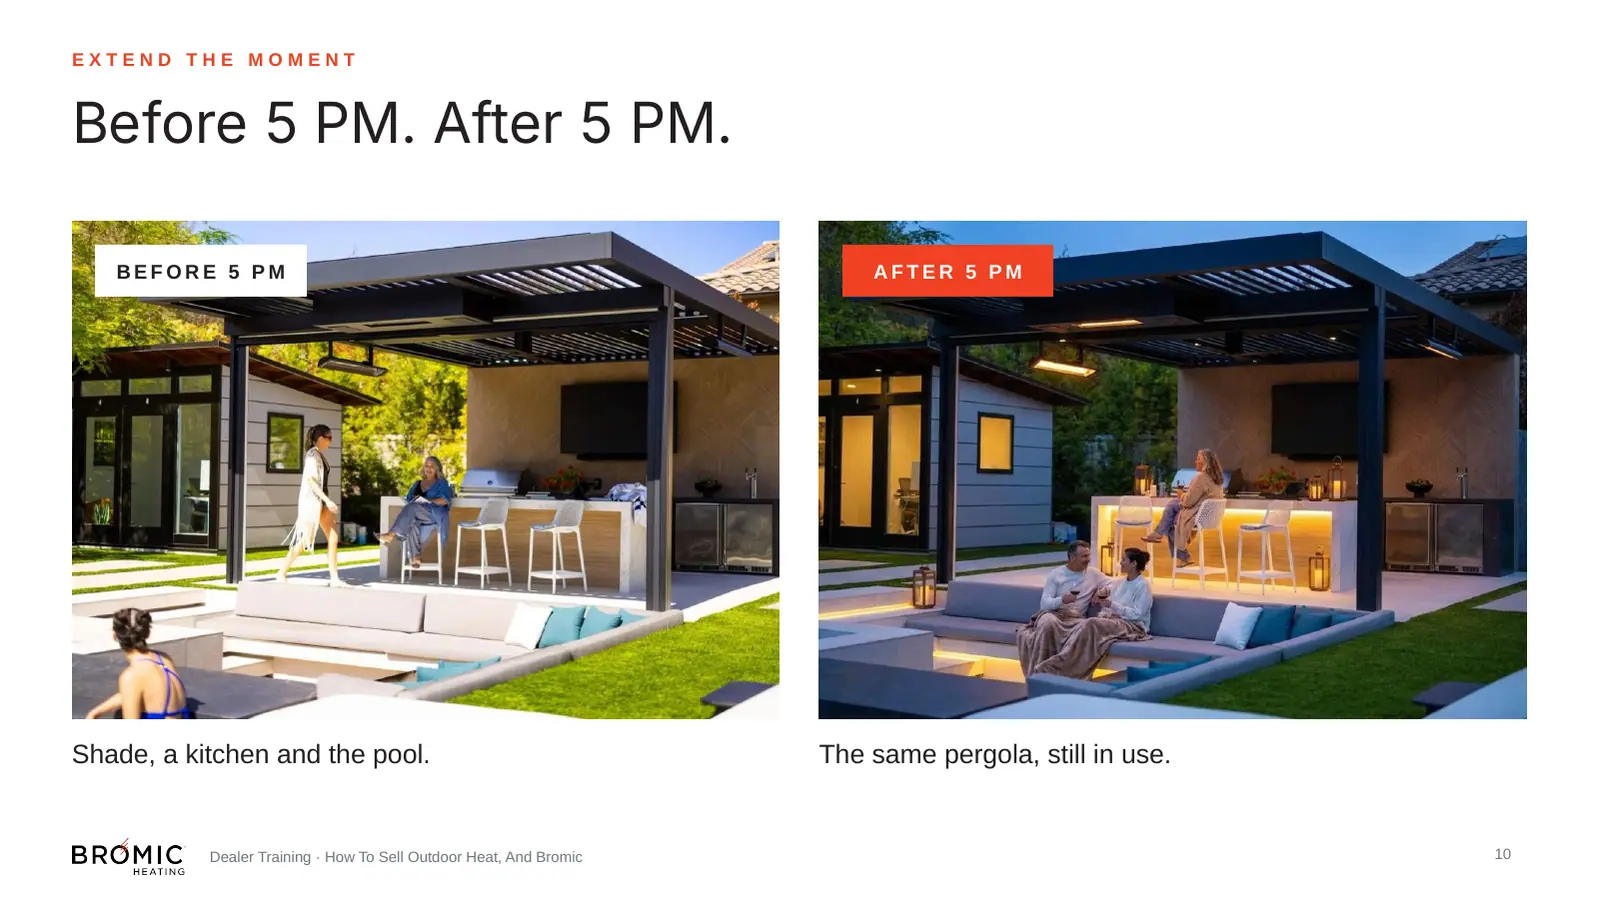 EXTEND THE MOMENT
Before 5 PM. After 5 PM.
BEFORE 5 PM
AFTER 5 PM
Shade, a kitchen and the pool.
The same pergola, still in use.
BROMIC
HEATING
Dealer Training · How To Sell Outdoor Heat, And Bromic
10